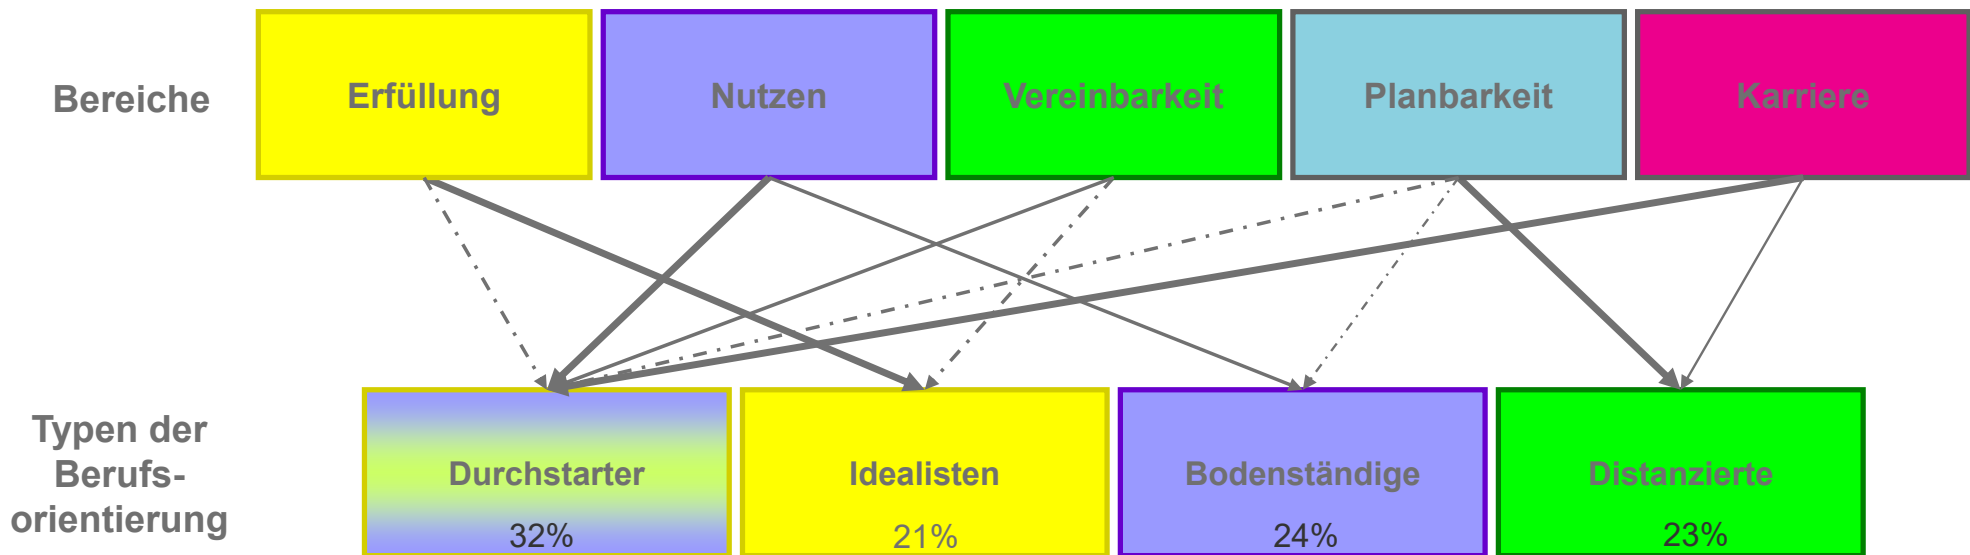 Bereiche
Erfüllung
Nutzen
Vereinbarkeit
Planbarkeit
Karriere
Typen der
Berufs-
orientierung
Durchstarter
32%
Idealisten
21%
Bodenständige
24%
Distanzierte
23%